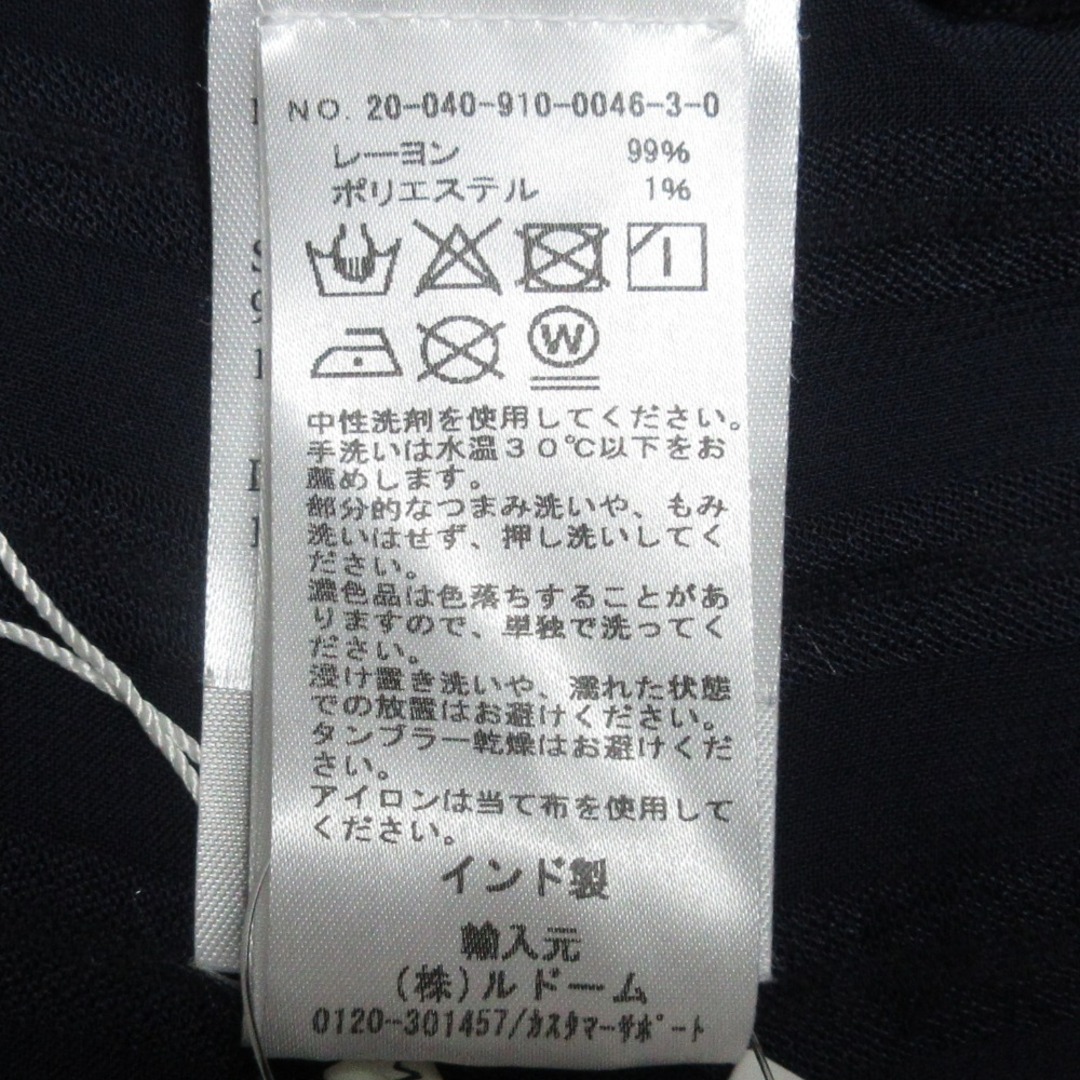 NO. 20-040-910-0046-3-0
レーヨン 99%
ポリエステル 1%
W
中性洗剤を使用してください。
手洗いは水温３０℃以下をお
薦めします。
部分的なつまみ洗いや、もみ
洗いはせず、押し洗いしてく
ださい。
濃色品は色落ちすることがあ
りますので、単独で洗ってく
ださい。
浸け置き洗いや、濡れた状態
での放置はお避けください。
タンブラー乾燥はお避けくだ
さい。
アイロンは当て布を使用して
ください。
インド製
輸入元
(株)ルドーム
0120-301457/ｶｽﾀﾏｰｻﾎﾟｰﾄ